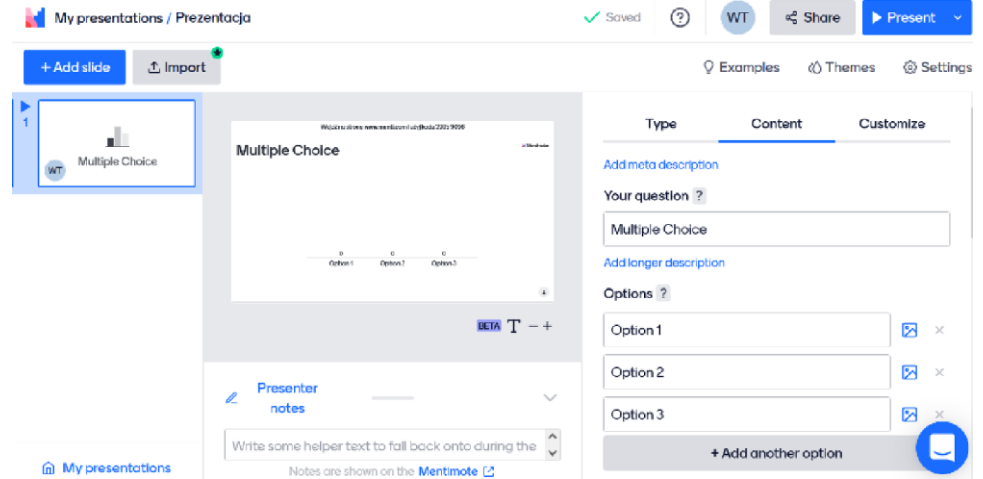 My presentations / Prezentacja
Saved
?
WT
Share
Present
+ Add slide
Import
Examples
Themes
Settings
1
Multiple Choice
WT
Multiple Choice
Mentimeter
0 0 0
Option 1 Option 2 Option 3
BETA T − +
Presenter
notes
Write some helper text to fall back onto during the
Notes are shown on the Mentimote
My presentations
Type Content Customize
Add meta description
Your question ?
Multiple Choice
Add longer description
Options ?
Option 1
Option 2
Option 3
+ Add another option